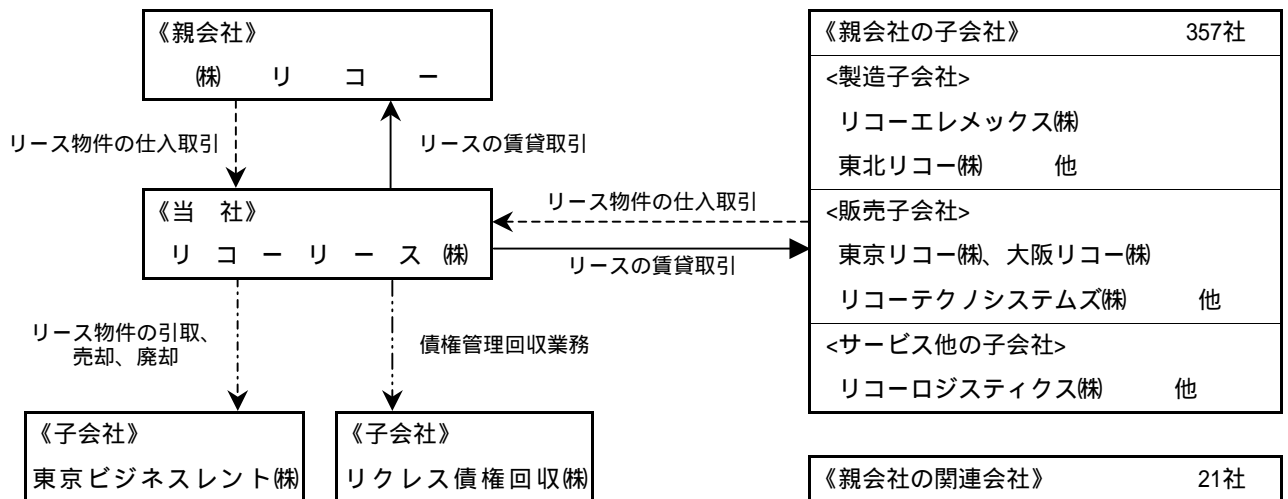 《親会社》
㈱ リ コ ー
リース物件の仕入取引
リースの賃貸取引
《当 社》
リ コ ー リ ー ス ㈱
リース物件の仕入取引
リースの賃貸取引
リース物件の引取、
売却、廃却
債権管理回収業務
《子会社》
東京ビジネスレント㈱
《子会社》
リクレス債権回収㈱
《親会社の子会社》 357社
<製造子会社>
リコーエレメックス㈱
東北リコー㈱ 他
<販売子会社>
東京リコー㈱、大阪リコー㈱
リコーテクノシステムズ㈱ 他
<サービス他の子会社>
リコーロジスティクス㈱ 他
《親会社の関連会社》 21社